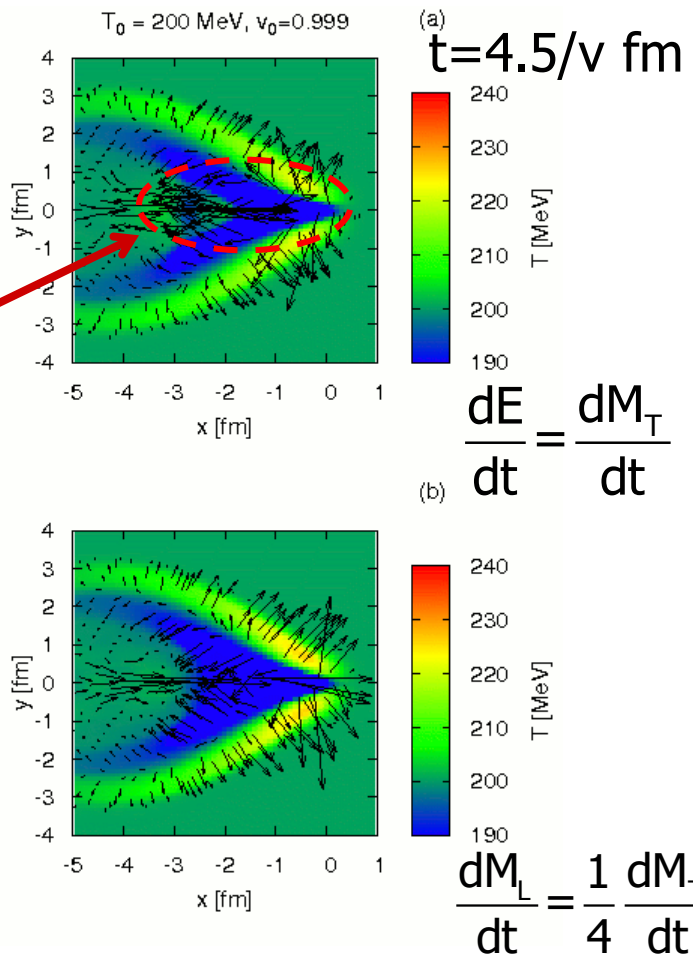 T₀ = 200 MeV, v₀=0.999
(a)
t=4.5/v fm
4
3
2
1
0
-1
-2
-3
-4
y [fm]
-5 -4 -3 -2 -1 0 1
x [fm]
240
230
220
210
200
190
T [MeV]
dE/dt = dM_T/dt
(b)
4
3
2
1
0
-1
-2
-3
-4
y [fm]
-5 -4 -3 -2 -1 0 1
x [fm]
240
230
220
210
200
190
T [MeV]
dM_L/dt = 1/4 dM/dt